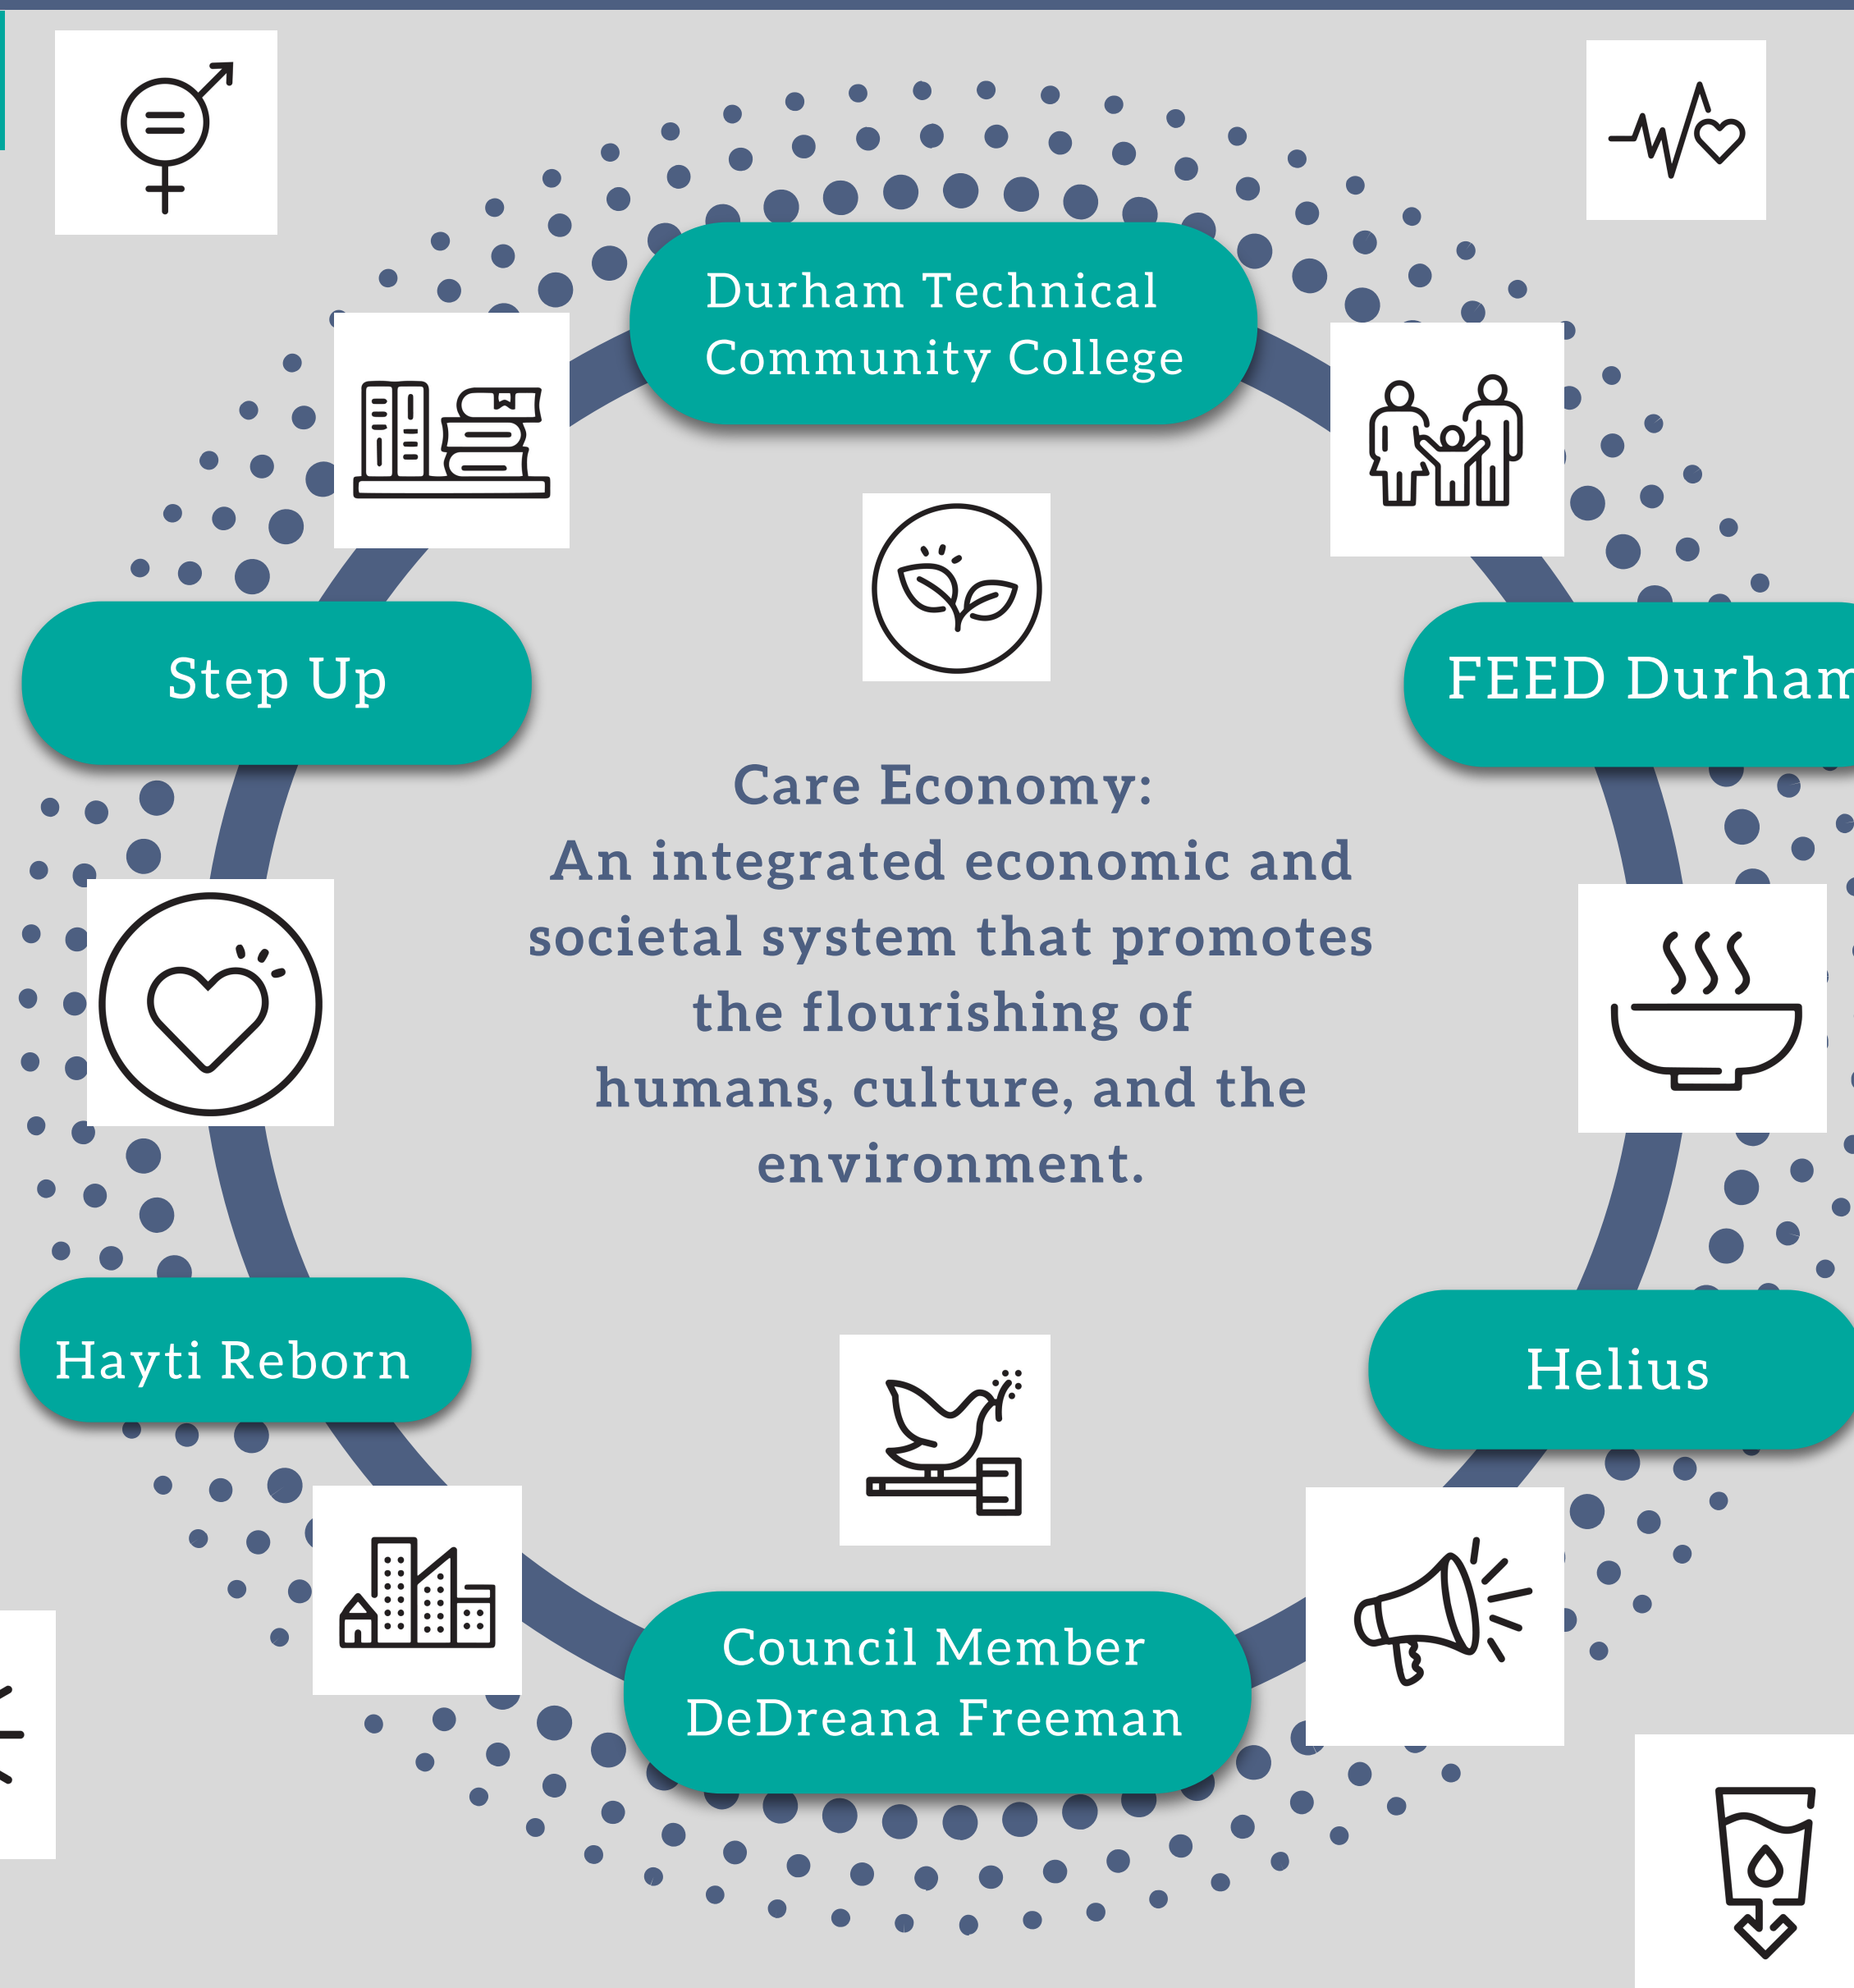 Durham Technical
Community College
Step Up
FEED Durham
Care Economy:
An integrated economic and
societal system that promotes
the flourishing of
humans, culture, and the
environment.
Hayti Reborn
Helius
Council Member
DeDreana Freeman